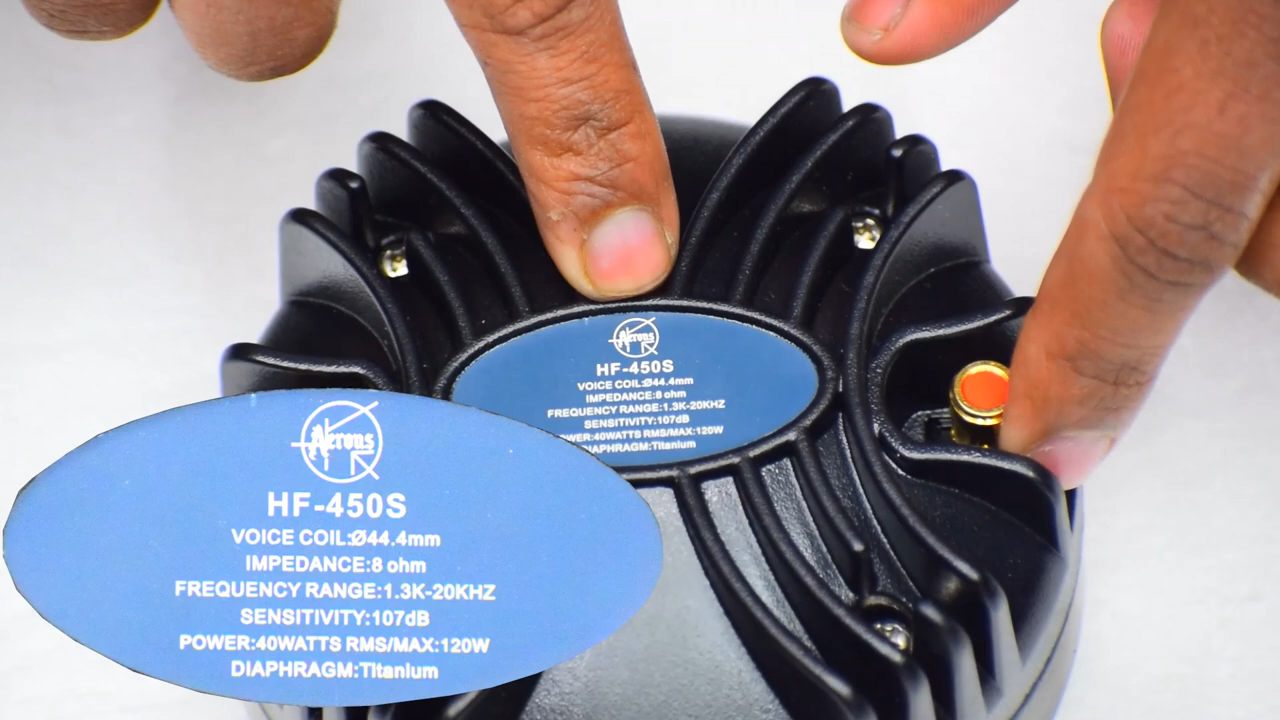 Aerons
HF-450S
VOICE COIL:Ø44.4mm
IMPEDANCE:8 ohm
FREQUENCY RANGE:1.3K-20KHZ
SENSITIVITY:107dB
POWER:40WATTS RMS/MAX:120W
DIAPHRAGM:Titanium
Aerons
HF-450S
VOICE COIL:Ø44.4mm
IMPEDANCE:8 ohm
FREQUENCY RANGE:1.3K-20KHZ
SENSITIVITY:107dB
POWER:40WATTS RMS/MAX:120W
DIAPHRAGM:Titanium